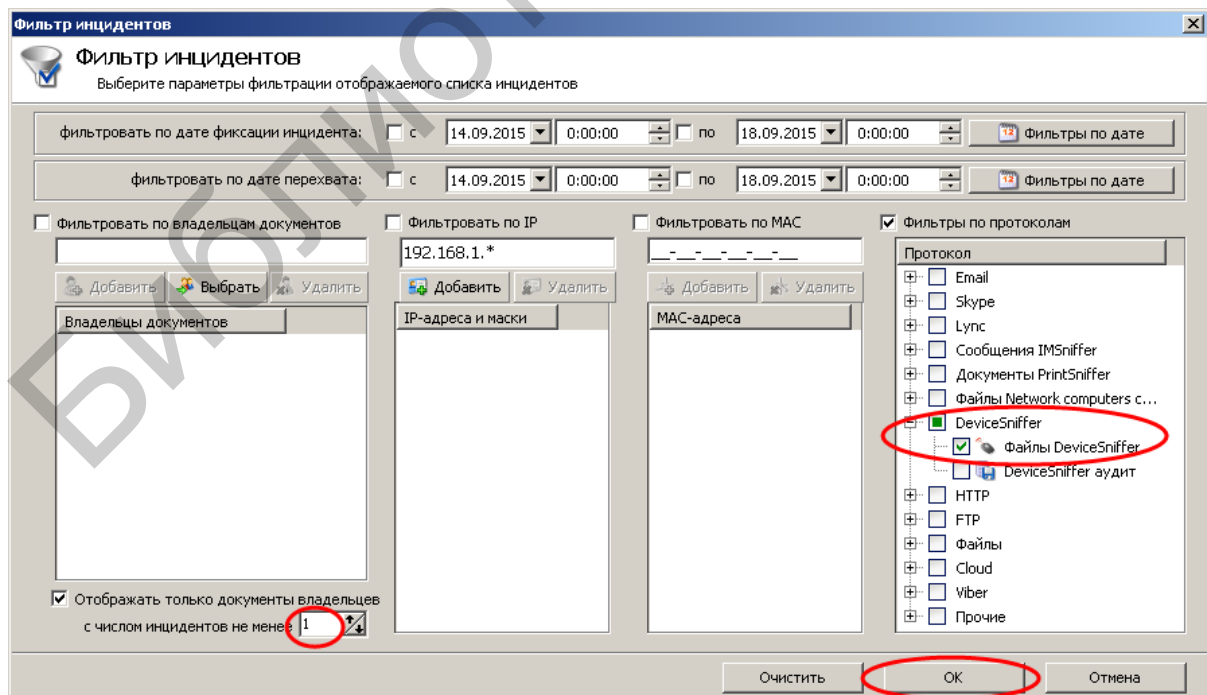 Фильтр инцидентов
Фильтр инцидентов
Выберите параметры фильтрации отображаемого списка инцидентов
фильтровать по дате фиксации инцидента: с 14.09.2015 0:00:00 по 18.09.2015 0:00:00 Фильтры по дате
фильтровать по дате перехвата: с 14.09.2015 0:00:00 по 18.09.2015 0:00:00 Фильтры по дате
Фильтровать по владельцам документов
Добавить Выбрать Удалить
Владельцы документов
Отображать только документы владельцев
с числом инцидентов не менее 1
Фильтровать по IP
192.168.1.*
Добавить Удалить
IP-адреса и маски
Фильтровать по MAC
__-__-__-__-__-__
Добавить Удалить
MAC-адреса
Фильтры по протоколам
Протокол
Email
Skype
Lync
Сообщения IMSniffer
Документы PrintSniffer
Файлы Network computers c...
DeviceSniffer
Файлы DeviceSniffer
DeviceSniffer аудит
HTTP
FTP
Файлы
Cloud
Viber
Прочие
Очистить OK Отмена